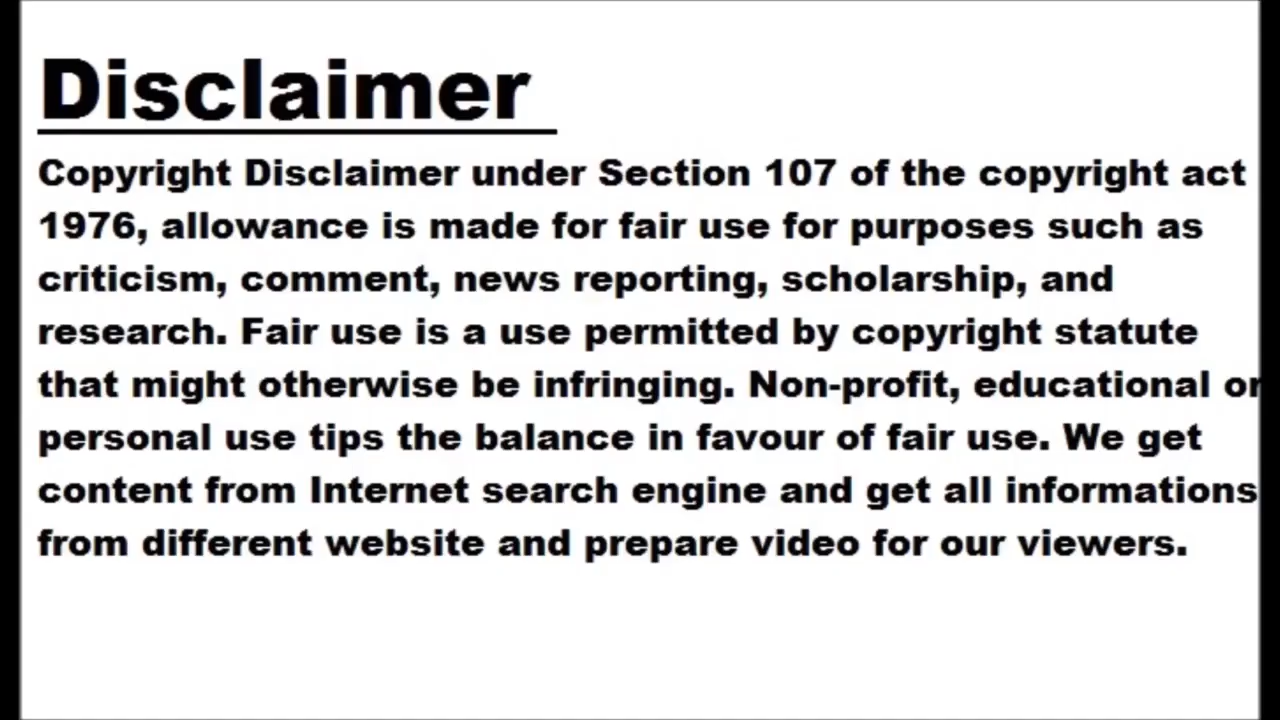 Disclaimer
Copyright Disclaimer under Section 107 of the copyright act
1976, allowance is made for fair use for purposes such as
criticism, comment, news reporting, scholarship, and
research. Fair use is a use permitted by copyright statute
that might otherwise be infringing. Non-profit, educational or
personal use tips the balance in favour of fair use. We get
content from Internet search engine and get all informations
from different website and prepare video for our viewers.